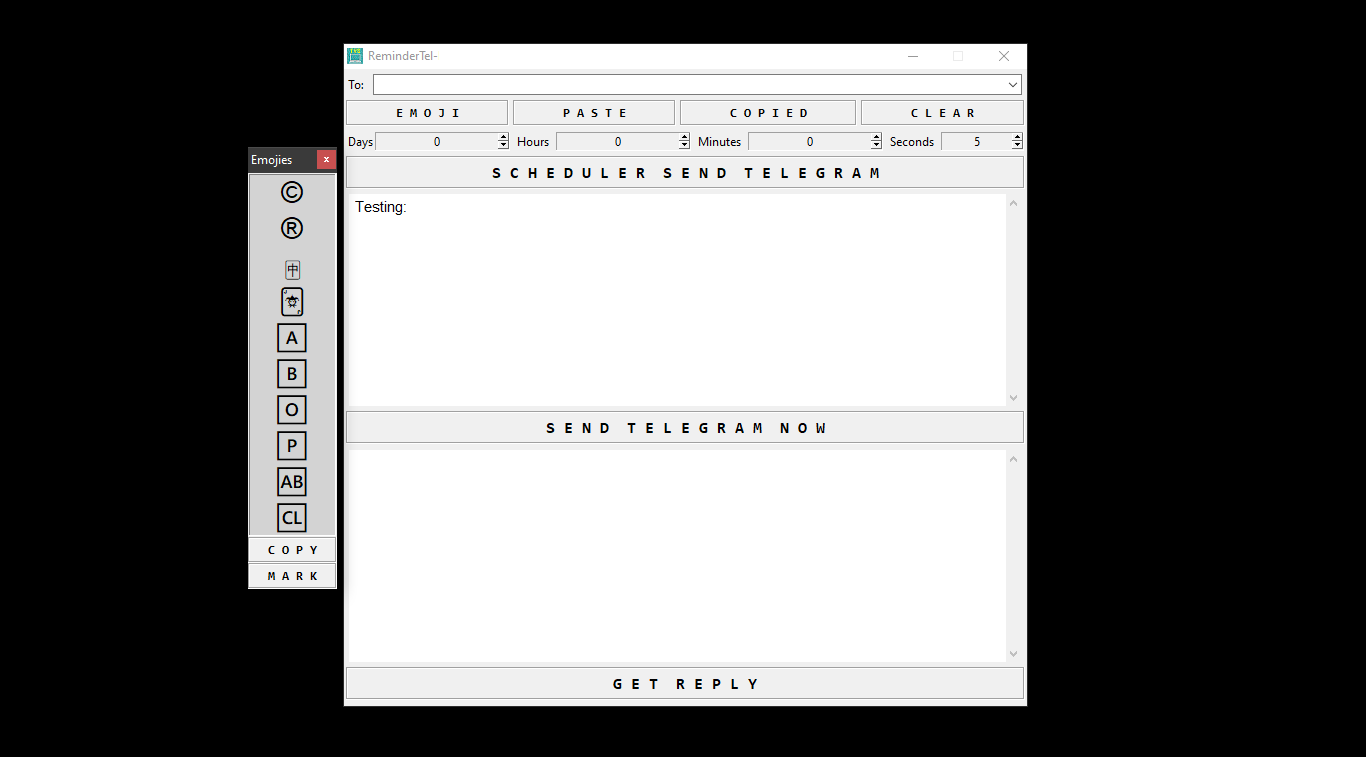 ReminderTel-
To:
EMOJI PASTE COPIED CLEAR
Days 0 Hours 0 Minutes 0 Seconds 5
SCHEDULER SEND TELEGRAM
Testing:
SEND TELEGRAM NOW
GET REPLY
Emojies x
©
®
中
A
B
O
P
AB
CL
COPY
MARK